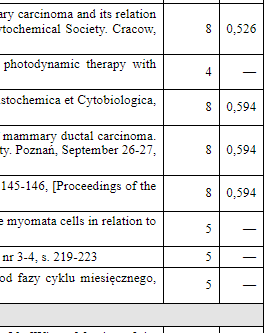 ary carcinoma and its relation
ytochemical Society. Cracow, 8 0,526
photodynamic therapy with
4 —
stochemica et Cytobiologica,
8 0,594
mammary ductal carcinoma.
ty. Poznań, September 26-27, 8 0,594
145-146, [Proceedings of the
8 0,594
e myomata cells in relation to
5 —
nr 3-4, s. 219-223 5 —
od fazy cyklu miesięcznego,
5 —